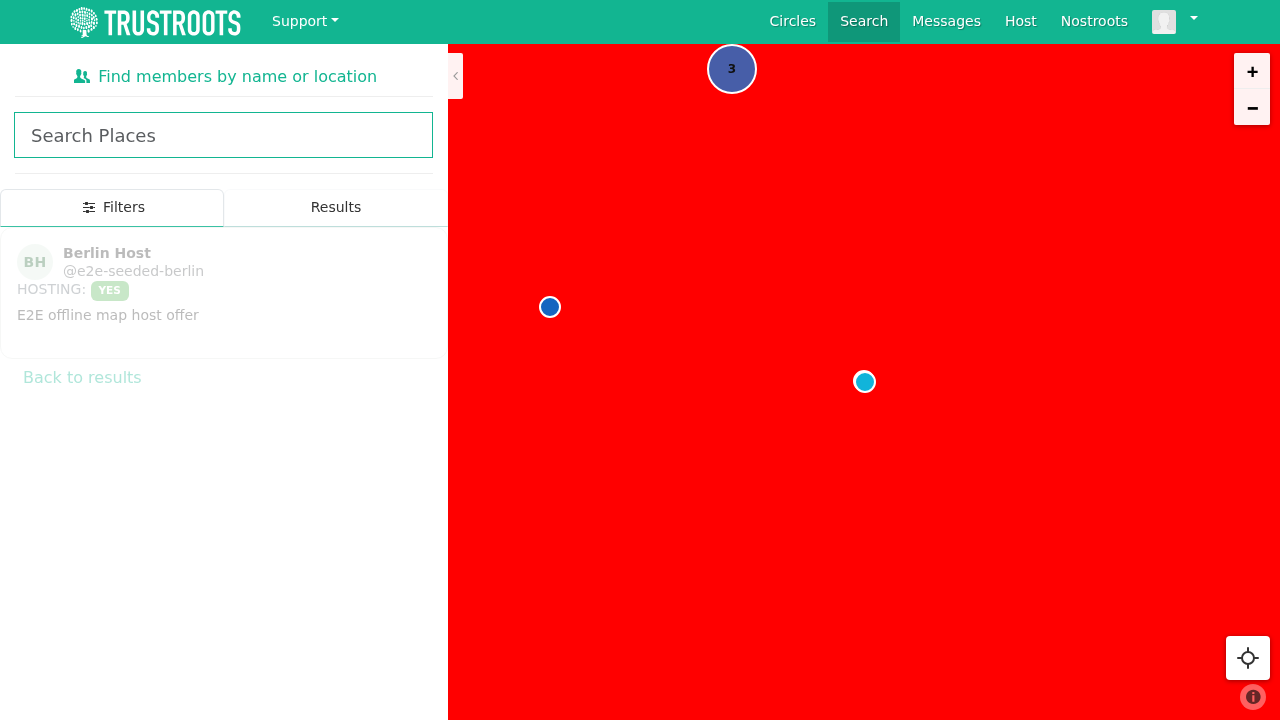 TRUSTROOTS
Support
Circles
Search
Messages
Host
Nostroots
Find members by name or location
Search Places
Filters
Results
BH
Berlin Host
@e2e-seeded-berlin
HOSTING: YES
E2E offline map host offer
Back to results
3
+
−